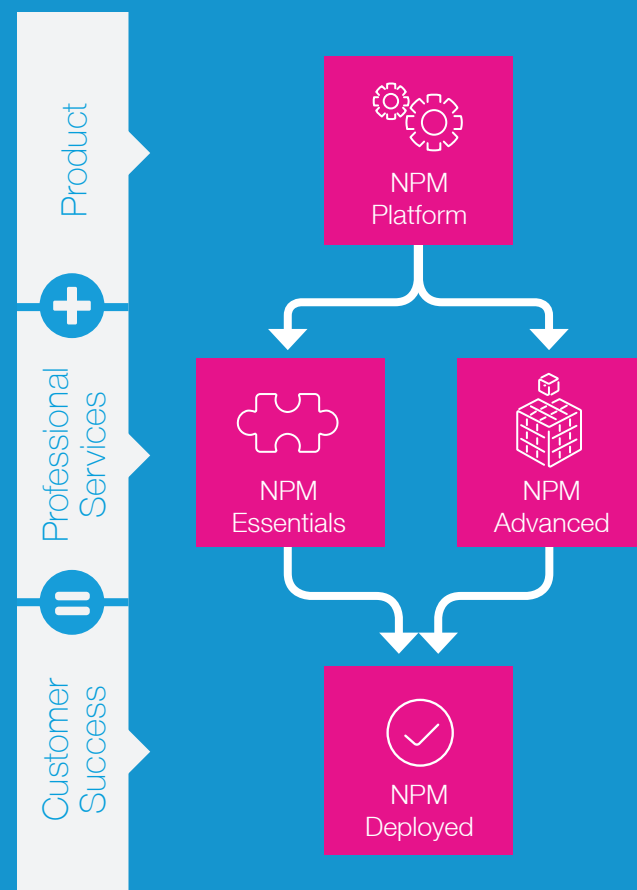 Product
NPM
Platform
Professional
Services
NPM
Essentials
NPM
Advanced
Customer
Success
NPM
Deployed